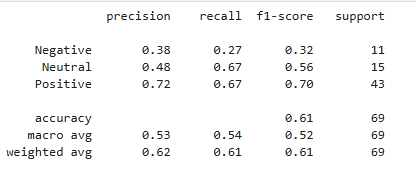 precision recall f1-score support
Negative 0.38 0.27 0.32 11
Neutral 0.48 0.67 0.56 15
Positive 0.72 0.67 0.70 43
accuracy 0.61 69
macro avg 0.53 0.54 0.52 69
weighted avg 0.62 0.61 0.61 69